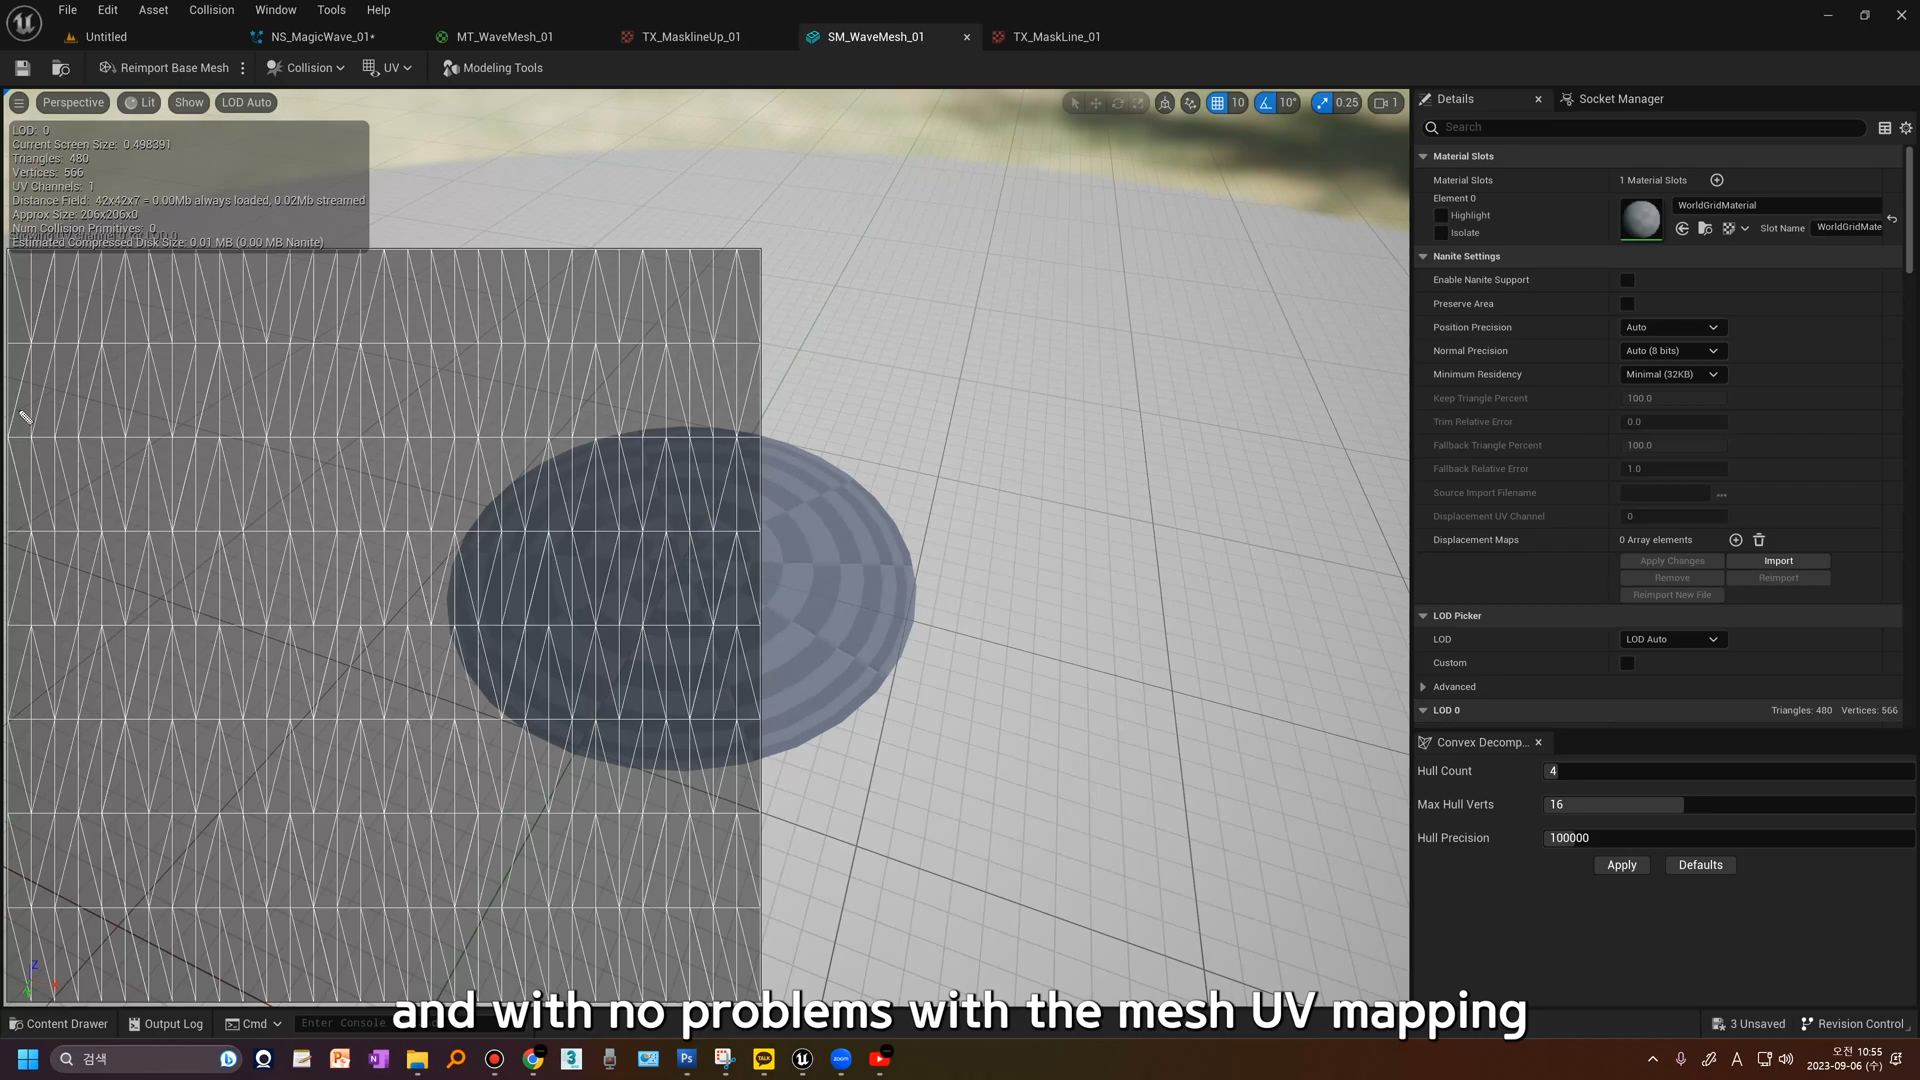 File Edit Asset Collision Window Tools Help
Untitled NS_MagicWave_01* MT_WaveMesh_01 TX_MasklineUp_01 SM_WaveMesh_01 TX_MaskLine_01
Reimport Base Mesh Collision UV Modeling Tools
Perspective Lit Show LOD Auto 10 10° 0.25 1
LOD: 0
Current Screen Size: 0.498391
Triangles: 480
Vertices: 566
UV Channels: 1
Distance Field: 42x42x7 = 0.00Mb always loaded, 0.02Mb streamed
Approx Size: 206x206x0
Num Collision Primitives: 0
Estimated Compressed Disk Size: 0.01 MB (0.00 MB Nanite)
Z
Details Socket Manager
Search
Material Slots
Material Slots 1 Material Slots
Element 0
Highlight
Isolate
WorldGridMaterial
Slot Name WorldGridMate
Nanite Settings
Enable Nanite Support
Preserve Area
Position Precision Auto
Normal Precision Auto (8 bits)
Minimum Residency Minimal (32KB)
Keep Triangle Percent 100.0
Trim Relative Error 0.0
Fallback Triangle Percent 100.0
Fallback Relative Error 1.0
Source Import Filename
Displacement UV Channel 0
Displacement Maps 0 Array elements
Apply Changes Import
Remove Reimport
Reimport New File
LOD Picker
LOD LOD Auto
Custom
Advanced
LOD 0 Triangles: 480 Vertices: 566
Convex Decomp...
Hull Count 4
Max Hull Verts 16
Hull Precision 100000
Apply Defaults
and with no problems with the mesh UV mapping
Content Drawer Output Log Cmd Enter Console 3 Unsaved Revision Control
검색 A 오전 10:55
2023-09-06 (수)